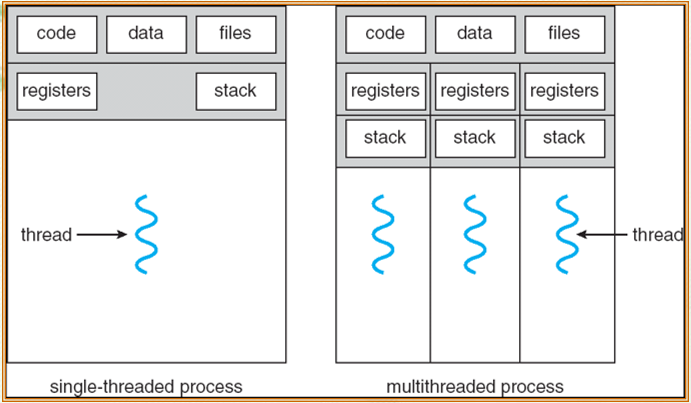 code data files
registers stack
thread
single-threaded process
code data files
registers registers registers
stack stack stack
thread
multithreaded process